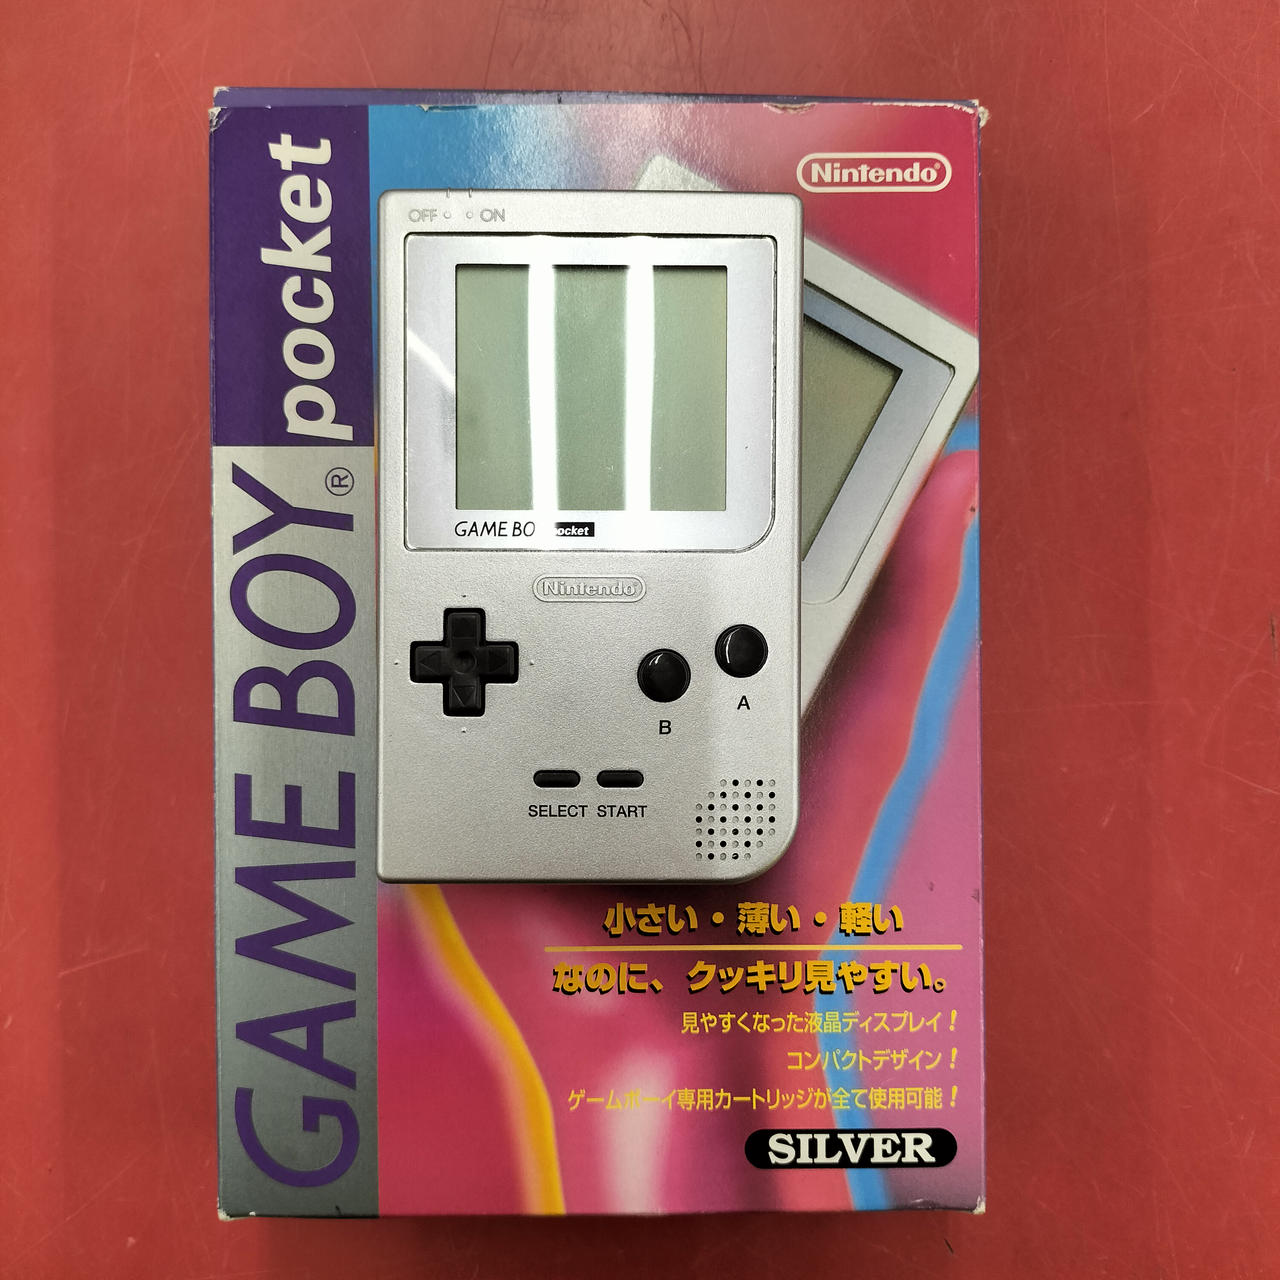 GAME BOY® pocket
Nintendo®
OFF ON
GAME BO pocket
Nintendo®
B
A
SELECT START
小さい・薄い・軽い
なのに、クッキリ見やすい。
見やすくなった液晶ディスプレイ！
コンパクトデザイン！
ゲームボーイ専用カートリッジが全て使用可能！
SILVER